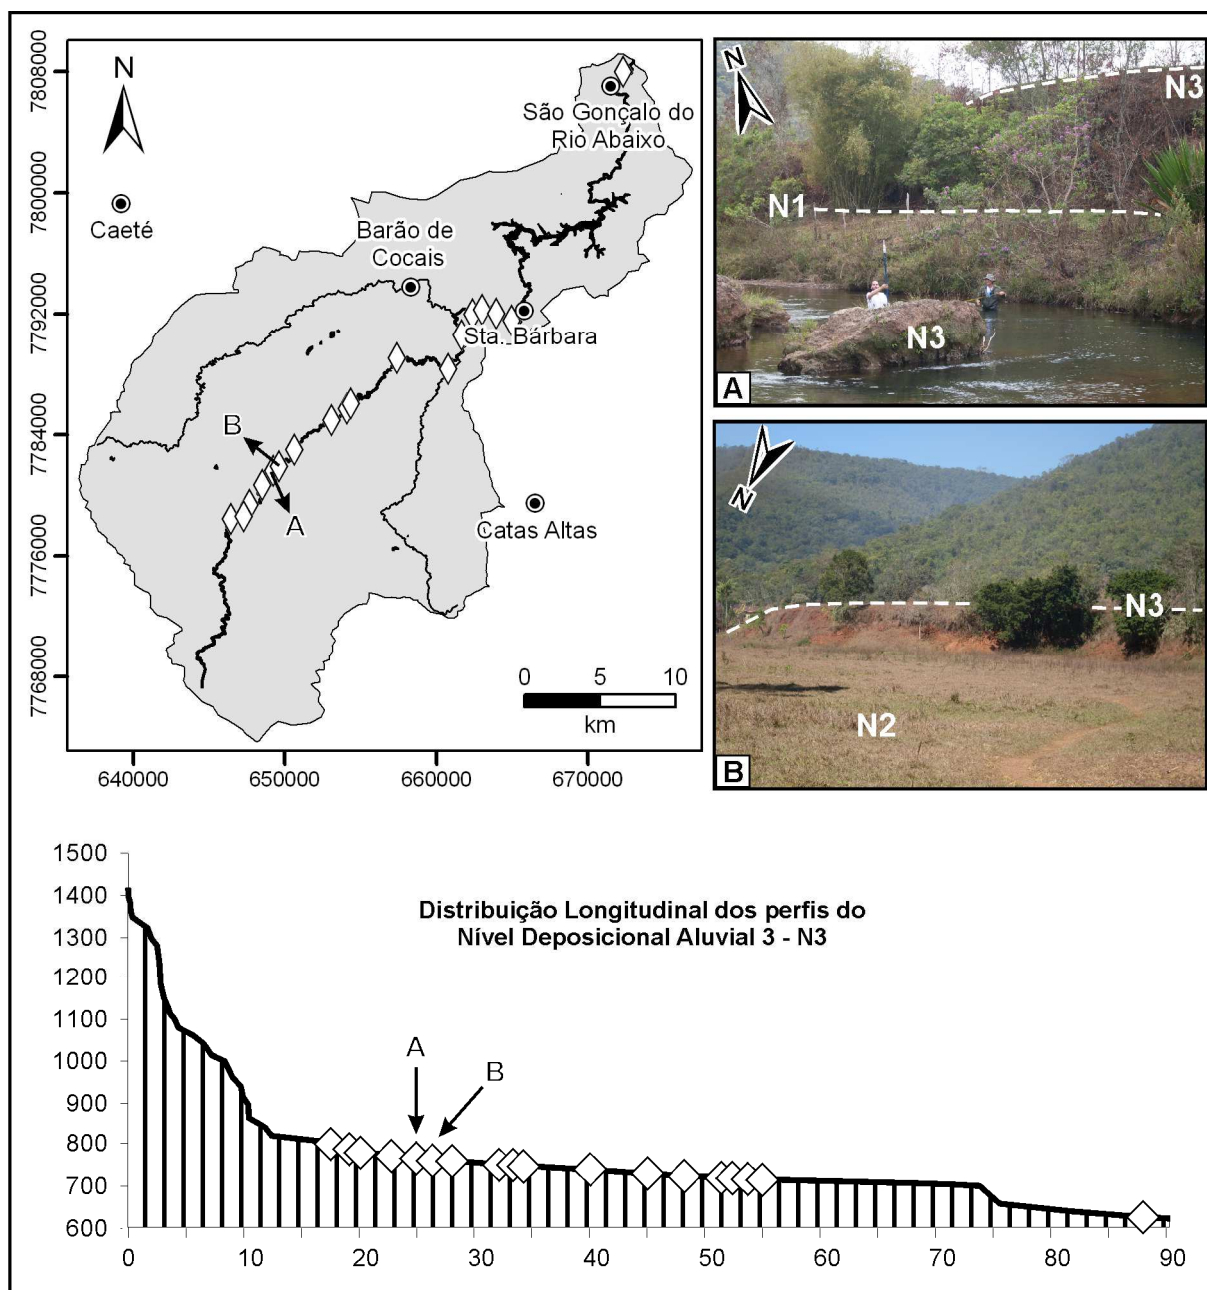 7808000
7800000
7792000
7784000
7776000
7768000
N
São Gonçalo do
Rio Abaixo
Caeté
Barão de
Cocais
Sta. Bárbara
B
A
Catas Altas
0 5 10
km
640000 650000 660000 670000
N
N3
N1
N3
A
N
N3
N2
B
1500
1400
1300
1200
1100
1000
900
800
700
600
Distribuição Longitudinal dos perfis do
Nível Deposicional Aluvial 3 - N3
A
B
0 10 20 30 40 50 60 70 80 90